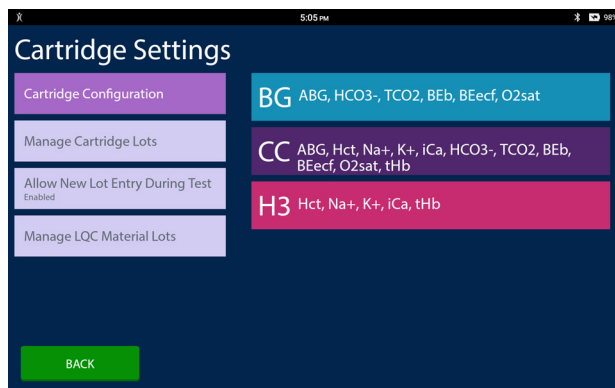 5:05 PM
98%
Cartridge Settings
Cartridge Configuration
Manage Cartridge Lots
Allow New Lot Entry During Test
Enabled
Manage LQC Material Lots
BACK
BG ABG, HCO3-, TCO2, BEb, BEecf, O2sat
CC ABG, Hct, Na+, K+, iCa, HCO3-, TCO2, BEb,
BEecf, O2sat, tHb
H3 Hct, Na+, K+, iCa, tHb